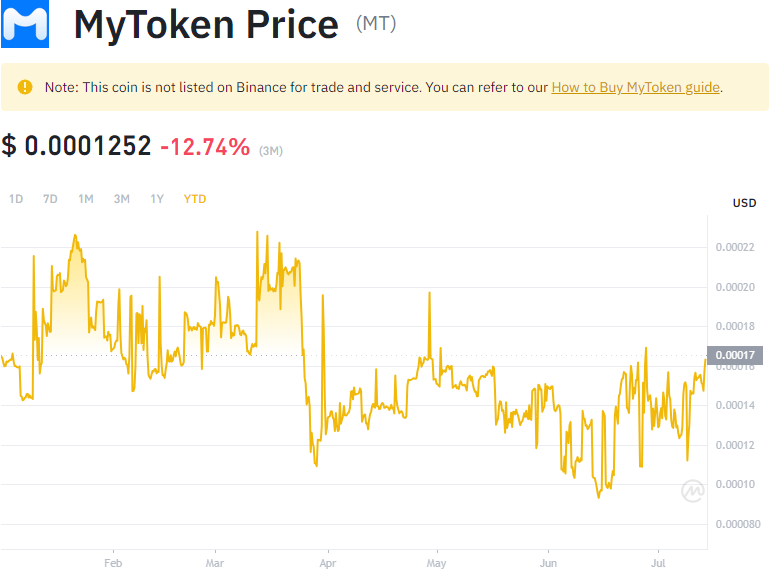 MyToken Price (MT)
Note: This coin is not listed on Binance for trade and service. You can refer to our How to Buy MyToken guide.
$ 0.0001252 -12.74% (3M)
1D 7D 1M 3M 1Y YTD
USD
0.00022
0.00020
0.00018
0.00017
0.00016
0.00014
0.00012
0.00010
0.000080
Feb Mar Apr May Jun Jul